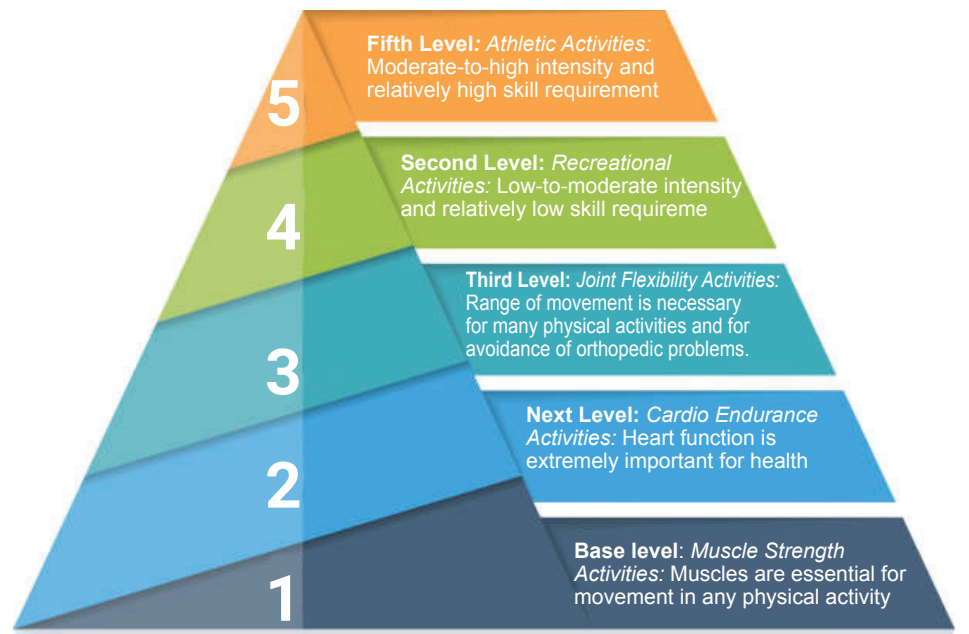 5
Fifth Level: Athletic Activities:
Moderate-to-high intensity and
relatively high skill requirement
4
Second Level: Recreational
Activities: Low-to-moderate intensity
and relatively low skill requireme
3
Third Level: Joint Flexibility Activities:
Range of movement is necessary
for many physical activities and for
avoidance of orthopedic problems.
2
Next Level: Cardio Endurance
Activities: Heart function is
extremely important for health
1
Base level: Muscle Strength
Activities: Muscles are essential for
movement in any physical activity